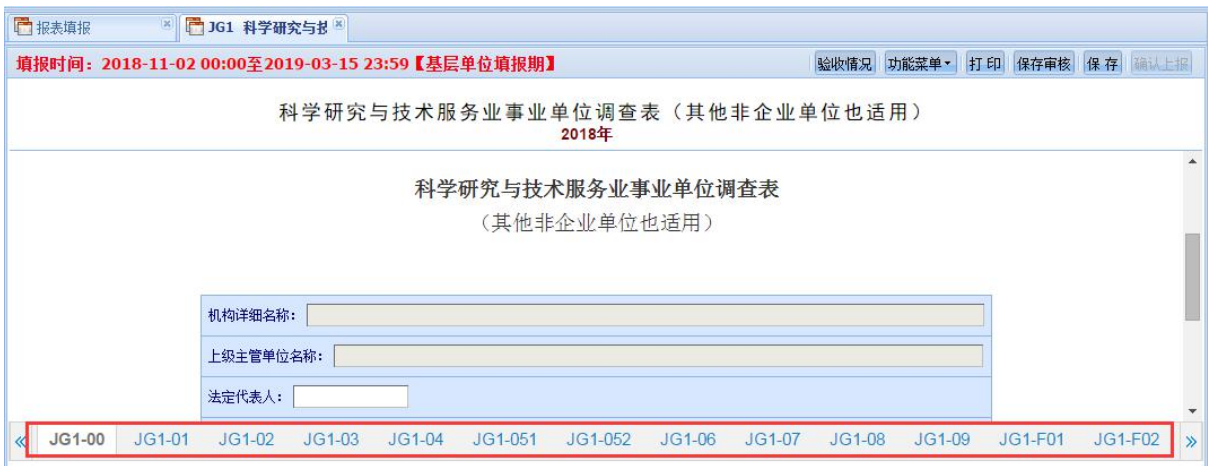 报表填报 JG1 科学研究与技
填报时间：2018-11-02 00:00至2019-03-15 23:59【基层单位填报期】 验收情况 功能菜单 打印 保存审核 保存 确认上报
科学研究与技术服务业事业单位调查表（其他非企业单位也适用）
2018年
科学研究与技术服务业事业单位调查表
（其他非企业单位也适用）
机构详细名称：
上级主管单位名称：
法定代表人：
« JG1-00 JG1-01 JG1-02 JG1-03 JG1-04 JG1-051 JG1-052 JG1-06 JG1-07 JG1-08 JG1-09 JG1-F01 JG1-F02 »